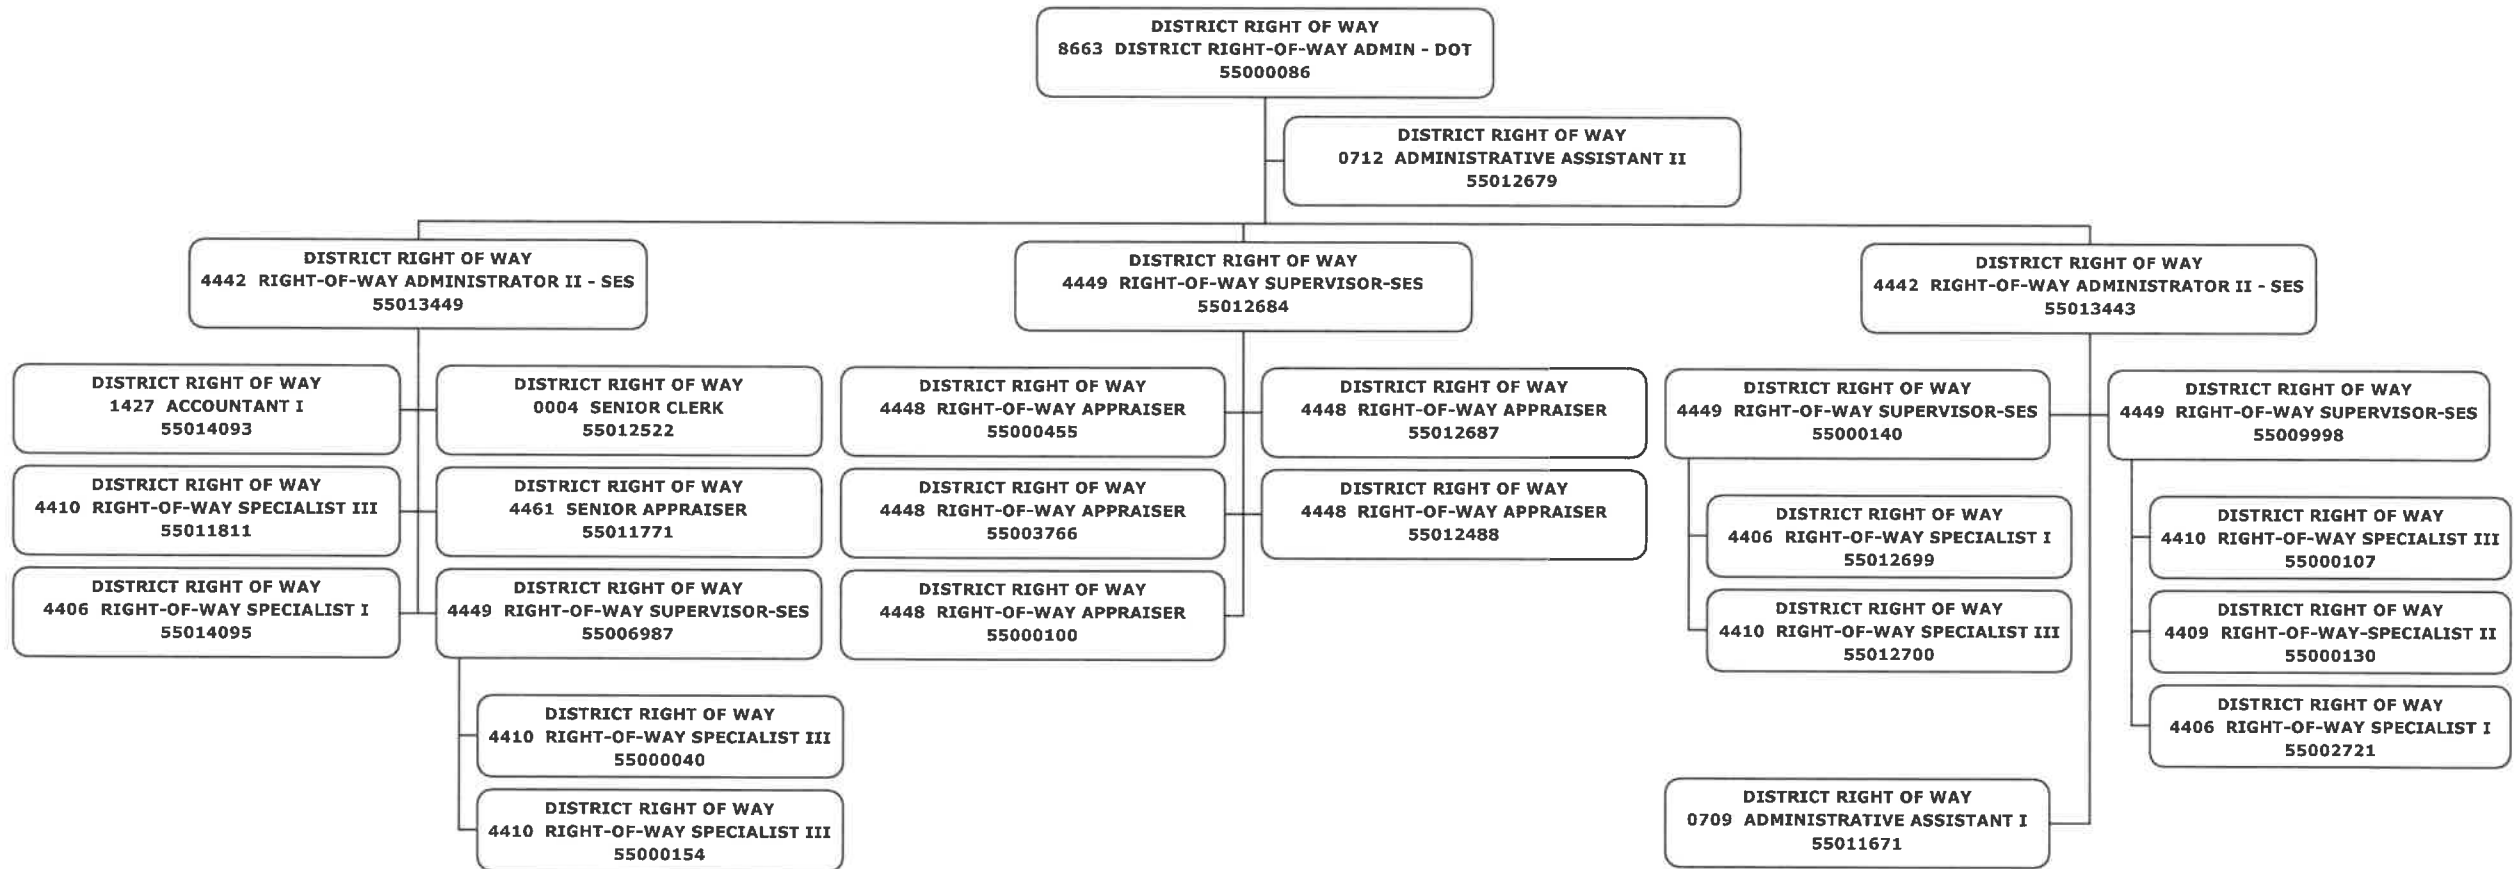 DISTRICT RIGHT OF WAY
8663 DISTRICT RIGHT-OF-WAY ADMIN - DOT
55000086
DISTRICT RIGHT OF WAY
0712 ADMINISTRATIVE ASSISTANT II
55012679
DISTRICT RIGHT OF WAY
4442 RIGHT-OF-WAY ADMINISTRATOR II - SES
55013449
DISTRICT RIGHT OF WAY
4449 RIGHT-OF-WAY SUPERVISOR-SES
55012684
DISTRICT RIGHT OF WAY
4442 RIGHT-OF-WAY ADMINISTRATOR II - SES
55013443
DISTRICT RIGHT OF WAY
1427 ACCOUNTANT I
55014093
DISTRICT RIGHT OF WAY
0004 SENIOR CLERK
55012522
DISTRICT RIGHT OF WAY
4448 RIGHT-OF-WAY APPRAISER
55000455
DISTRICT RIGHT OF WAY
4448 RIGHT-OF-WAY APPRAISER
55012687
DISTRICT RIGHT OF WAY
4449 RIGHT-OF-WAY SUPERVISOR-SES
55000140
DISTRICT RIGHT OF WAY
4449 RIGHT-OF-WAY SUPERVISOR-SES
55009998
DISTRICT RIGHT OF WAY
4410 RIGHT-OF-WAY SPECIALIST III
55011811
DISTRICT RIGHT OF WAY
4461 SENIOR APPRAISER
55011771
DISTRICT RIGHT OF WAY
4448 RIGHT-OF-WAY APPRAISER
55003766
DISTRICT RIGHT OF WAY
4448 RIGHT-OF-WAY APPRAISER
55012488
DISTRICT RIGHT OF WAY
4406 RIGHT-OF-WAY SPECIALIST I
55012699
DISTRICT RIGHT OF WAY
4410 RIGHT-OF-WAY SPECIALIST III
55000107
DISTRICT RIGHT OF WAY
4406 RIGHT-OF-WAY SPECIALIST I
55014095
DISTRICT RIGHT OF WAY
4449 RIGHT-OF-WAY SUPERVISOR-SES
55006987
DISTRICT RIGHT OF WAY
4448 RIGHT-OF-WAY APPRAISER
55000100
DISTRICT RIGHT OF WAY
4410 RIGHT-OF-WAY SPECIALIST III
55012700
DISTRICT RIGHT OF WAY
4409 RIGHT-OF-WAY-SPECIALIST II
55000130
DISTRICT RIGHT OF WAY
4410 RIGHT-OF-WAY SPECIALIST III
55000040
DISTRICT RIGHT OF WAY
4406 RIGHT-OF-WAY SPECIALIST I
55002721
DISTRICT RIGHT OF WAY
4410 RIGHT-OF-WAY SPECIALIST III
55000154
DISTRICT RIGHT OF WAY
0709 ADMINISTRATIVE ASSISTANT I
55011671